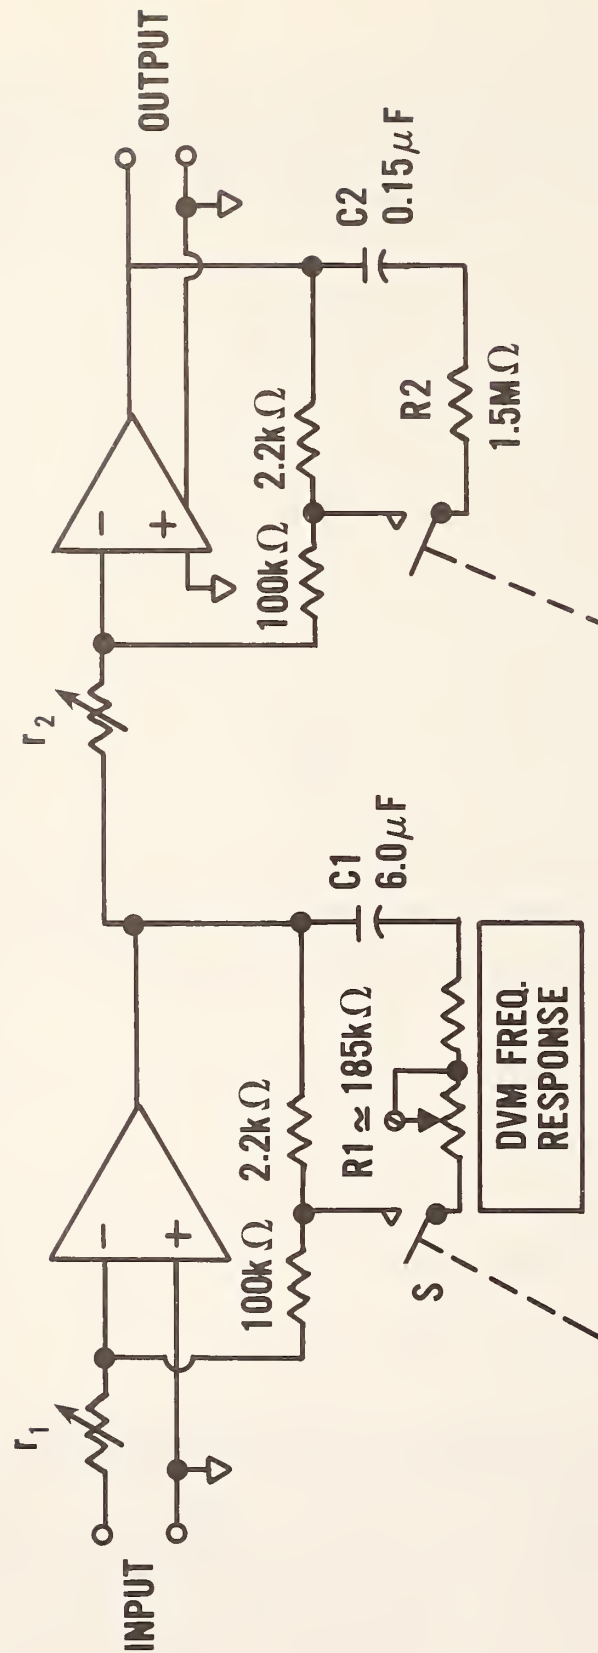 INPUT
r1
−
+
100kΩ
2.2kΩ
S
R1 ≃ 185kΩ
C1
6.0μF
DVM FREQ.
RESPONSE
r2
−
+
100kΩ
2.2kΩ
R2
1.5MΩ
C2
0.15μF
OUTPUT